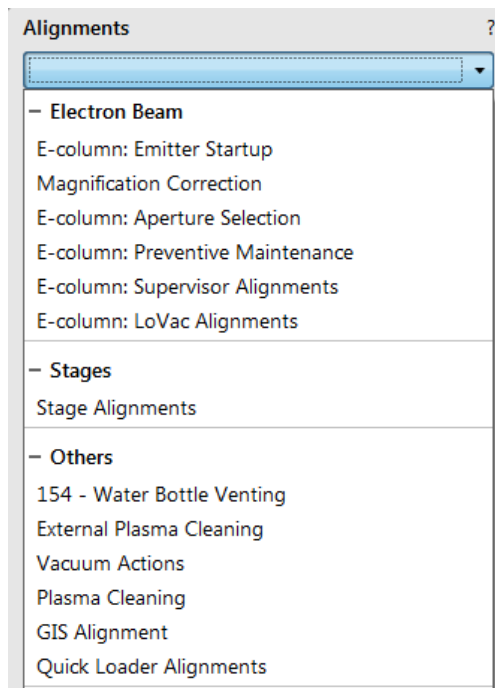 Alignments ?
– Electron Beam
E-column: Emitter Startup
Magnification Correction
E-column: Aperture Selection
E-column: Preventive Maintenance
E-column: Supervisor Alignments
E-column: LoVac Alignments
– Stages
Stage Alignments
– Others
154 - Water Bottle Venting
External Plasma Cleaning
Vacuum Actions
Plasma Cleaning
GIS Alignment
Quick Loader Alignments